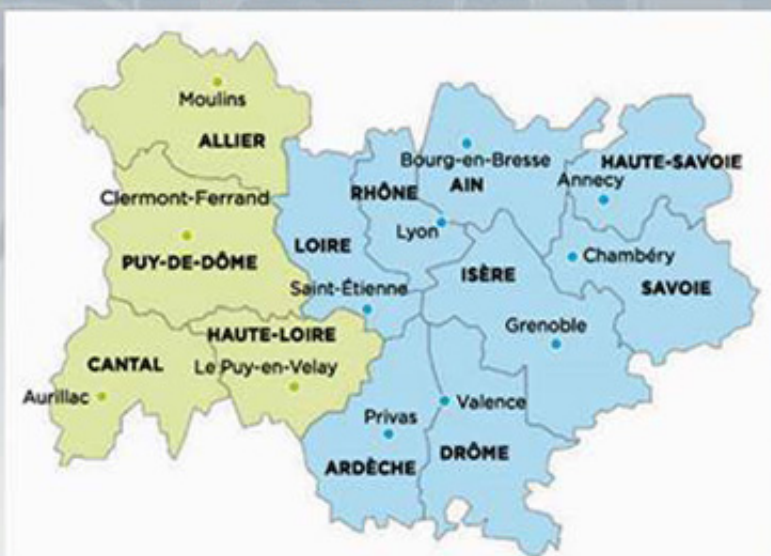 Moulins
ALLIER
Bourg-en-Bresse
AIN
HAUTE-SAVOIE
Annecy
RHÔNE
Clermont-Ferrand
PUY-DE-DÔME
LOIRE
Lyon
Chambéry
SAVOIE
ISÈRE
Saint-Étienne
Grenoble
HAUTE-LOIRE
CANTAL
Le Puy-en-Velay
Aurillac
Privas
Valence
ARDÈCHE
DRÔME